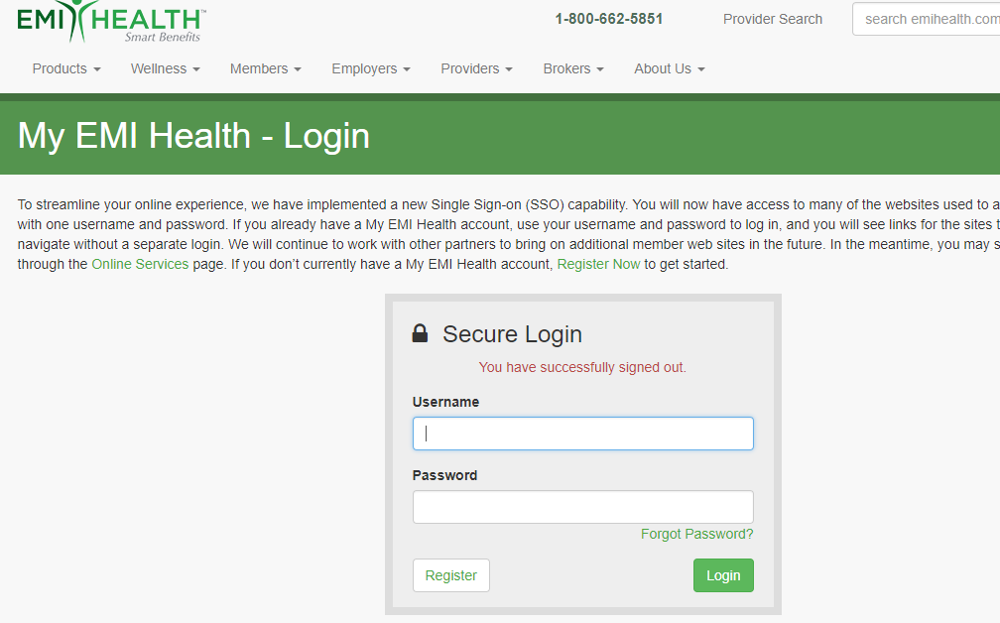 EMI HEALTH™
Smart Benefits
1-800-662-5851
Provider Search
search emihealth.com
Products
Wellness
Members
Employers
Providers
Brokers
About Us
My EMI Health - Login
To streamline your online experience, we have implemented a new Single Sign-on (SSO) capability. You will now have access to many of the websites used to a
with one username and password. If you already have a My EMI Health account, use your username and password to log in, and you will see links for the sites t
navigate without a separate login. We will continue to work with other partners to bring on additional member web sites in the future. In the meantime, you may s
through the Online Services page. If you don't currently have a My EMI Health account, Register Now to get started.
Secure Login
You have successfully signed out.
Username
Password
Forgot Password?
Register
Login